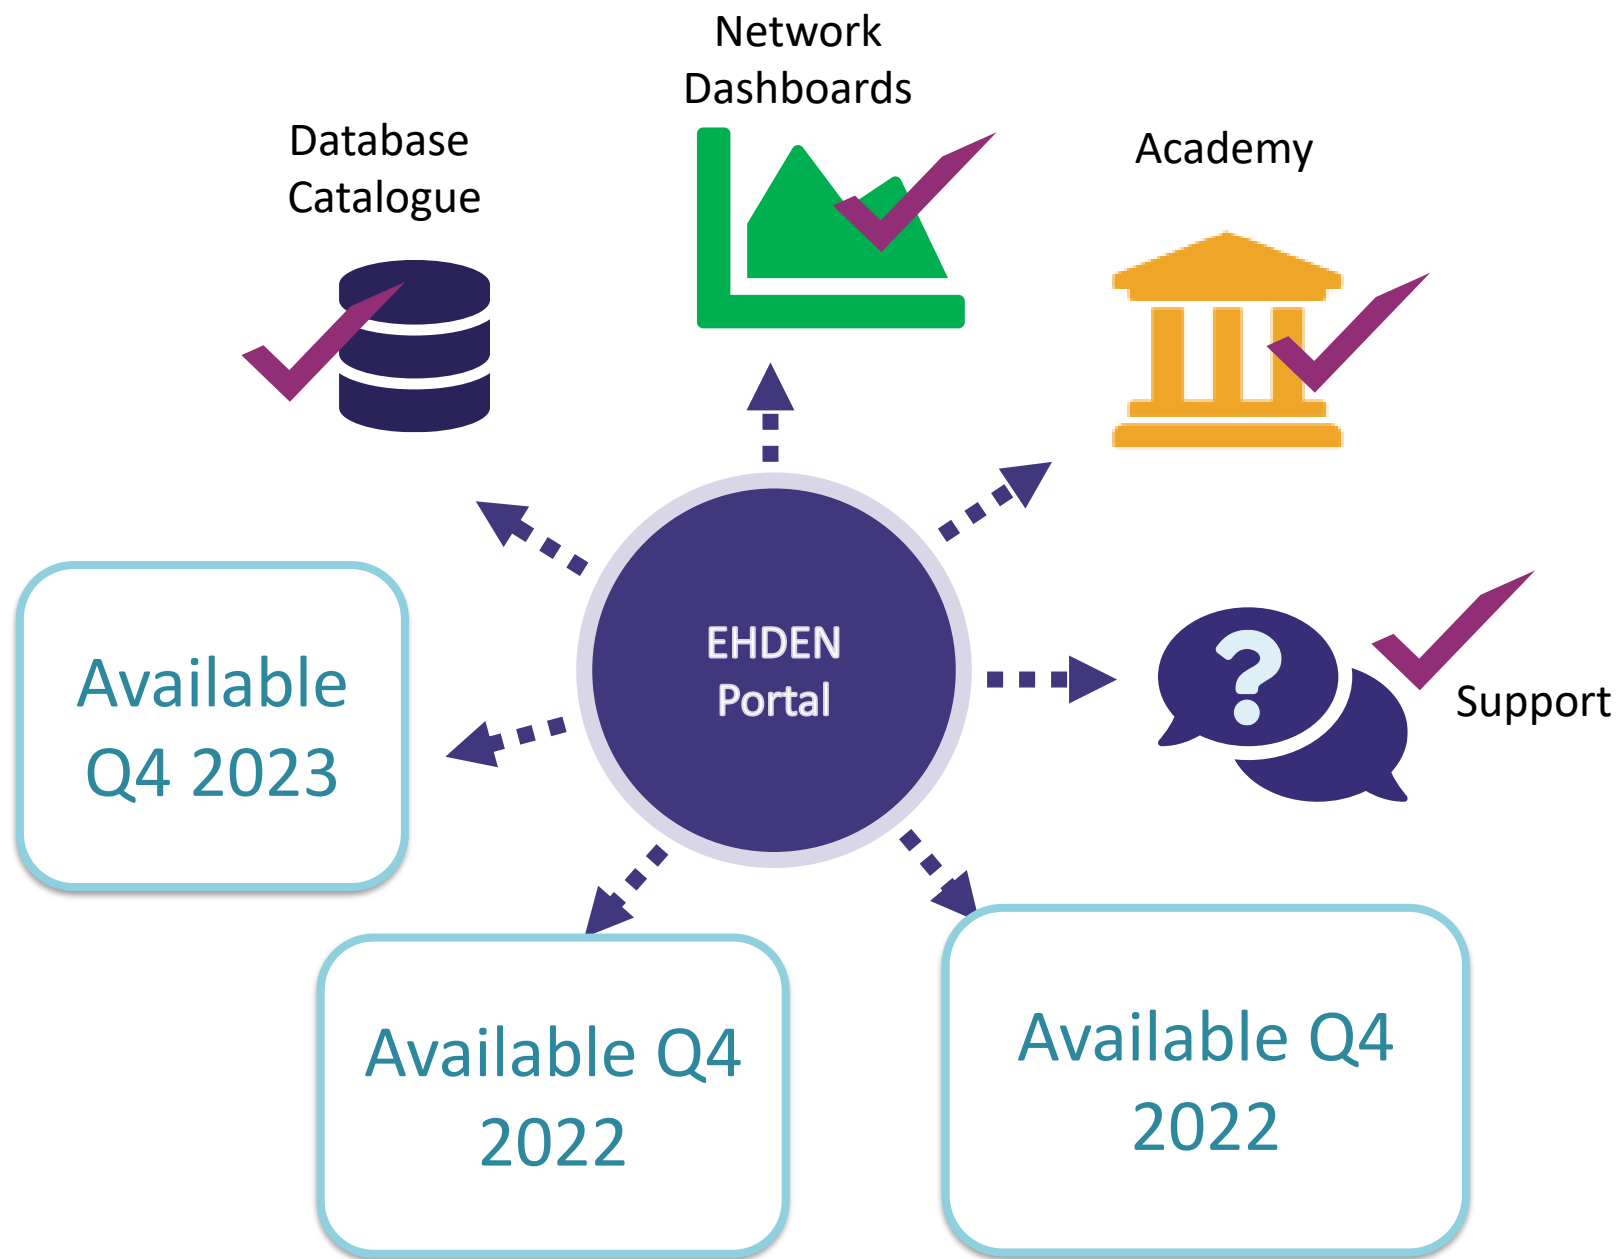 Network
Dashboards
Database
Catalogue
Academy
EHDEN
Portal
?
Support
Available
Q4 2023
Available Q4
2022
Available Q4
2022